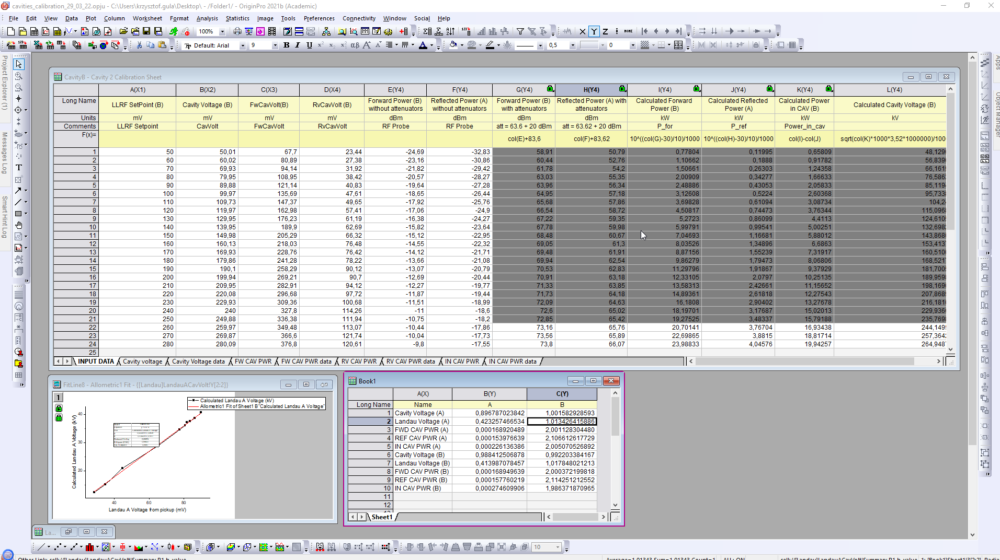 cavities_calibration_29_03_22.opju - C:\Users\krzysztof.gula\Desktop\ - /Folder1/ - OriginPro 2021b (Academic)
File Edit View Data Plot Column Worksheet Format Analysis Statistics Image Tools Preferences Connectivity Window Social Help
100%
Default: Arial 9 B I U 0,5 0
Project Explorer (1)
Messages Log
Smart Hint Log
Apps
Object Manager
CavityB - Cavity 2 Calibration Sheet
A(X1) B(X2) C(X3) D(X4) E(Y4) F(Y4) G(Y4) H(Y4) I(Y4) J(Y4) K(Y4) L(Y4)
Long Name LLRF SetPoint (B) Cavity Voltage (B) FwCavVolt(B) RvCavVolt (B) Forward Power (B) without attenuators Reflected Power (A) without attenuators Forward Power (B) with attenuators Reflected Power (A) with attenuators Calculated Forward Power (B) Calculated Reflected Power (A) Calculated Power in CAV (B) Calculated Cavity Voltage (B)
Units mV mV mV mV dBm dBm dBm dBm kW kW kW kV
Comments LLRF Setpoint CavVolt FwCavVolt RvCavVolt RF Probe RF Probe att = 63.6 + 20 dBm att = 63.62 + 20 dBm P_for P_ref Power_in_cav
F(x)= col(E)+83,6 col(F)+83,62 10^((col(G)-30)/10)/1000 10^((col(H)-30)/10)/1000 col(I)-col(J) sqrt(col(K)*1000*3,52*1000000)/100
1 50 50,01 67,7 23,44 -24,69 -32,83 58,91 50,79 0,77804 0,11995 0,65809 48,129
2 60 60,02 80,89 27,38 -23,16 -30,86 60,44 52,76 1,10662 0,1888 0,91782 56,839
3 70 69,93 94,14 31,92 -21,82 -29,42 61,78 54,2 1,50661 0,26303 1,24358 66,161
4 80 79,95 108,95 38,42 -20,57 -28,27 63,03 55,35 2,00909 0,34277 1,66633 76,586
5 90 89,88 121,14 40,83 -19,64 -27,28 63,96 56,34 2,48886 0,43053 2,05833 85,119
6 100 99,97 135,69 47,61 -18,65 -26,44 64,95 57,18 3,12608 0,5224 2,60368 95,733
7 110 109,73 147,37 49,65 -17,92 -25,76 65,68 57,86 3,69828 0,61094 3,08734 104,2
8 120 119,97 162,98 57,41 -17,06 -24,9 66,54 58,72 4,50817 0,74473 3,76344 115,096
9 130 129,95 176,23 61,19 -16,38 -24,27 67,22 59,35 5,2723 0,86099 4,4113 124,610
10 140 139,95 189,9 62,69 -15,82 -23,64 67,78 59,98 5,99791 0,99541 5,00251 132,698
11 150 149,98 205,29 66,32 -15,12 -22,95 68,48 60,67 7,04693 1,16681 5,88012 143,868
12 160 160,13 218,03 76,48 -14,55 -22,32 69,05 61,3 8,03526 1,34896 6,6863 153,413
13 170 169,93 228,76 76,42 -14,12 -21,71 69,48 61,91 8,87156 1,55239 7,31917 160,510
14 180 179,86 241,28 78,22 -13,66 -21,08 69,94 62,54 9,86279 1,79473 8,06806 168,521
15 190 190,1 258,29 90,12 -13,07 -20,79 70,53 62,83 11,29796 1,91867 9,37929 181,700
16 200 199,94 269,21 90,7 -12,69 -20,44 70,91 63,18 12,33105 2,0797 10,25135 189,959
17 210 209,95 282,91 94,12 -12,27 -19,77 71,33 63,85 13,58313 2,42661 11,15652 198,169
18 220 220,08 296,68 97,72 -11,87 -19,44 71,73 64,18 14,89361 2,61818 12,27543 207,868
19 230 229,93 309,36 100,68 -11,51 -18,99 72,09 64,63 16,1808 2,90402 13,27678 216,181
20 240 240 327,8 114,26 -11 -18,6 72,6 65,02 18,19701 3,17687 15,02013 229,936
21 250 249,88 336,38 111,94 -10,75 -18,2 72,85 65,42 19,27525 3,48337 15,79188 235,769
22 260 259,97 349,48 113,07 -10,44 -17,86 73,16 65,76 20,70141 3,76704 16,93438 244,149
23 270 269,87 366,6 121,74 -10,04 -17,73 73,56 65,89 22,69865 3,8815 18,81714 257,364
24 280 280,09 376,8 120,61 -9,8 -17,55 73,8 66,07 23,98833 4,04576 19,94257 264,948
25
INPUT DATA Cavity voltage Cavity Voltage data FW CAV PWR FW CAV PWR data RV CAV PWR RV CAV PWR data IN CAV PWR IN CAV PWR data
FitLine8 - Allometric1 Fit - {[Landau]LandauACavVolt!Y[2:2]}
1
Calculated Landau A Voltage (kV)
Allometric1 Fit of Sheet1 B"Calculated Landau A Voltage"
Calculated Landau A Voltage (kV)
40
30
20
40 60 80
Landau A Voltage from pickup (mV)
Book1
A(X) B(Y) C(Y)
Long Name Name A B
1 Cavity Voltage (A) 0,896787023842 1,001582928593
2 Landau Voltage (A) 0,423257466534 1,013426415886
3 FWD CAV PWR (A) 0,000168920489 2,001128304480
4 REF CAV PWR (A) 0,000153976639 2,106612617729
5 IN CAV PWR (A) 0,000226136386 2,005070526892
6 Cavity Voltage (B) 0,988412506878 0,992203384167
7 Landau Voltage (B) 0,413987078457 1,017848021213
8 FWD CAV PWR (B) 0,000168949639 2,000372199818
9 REF CAV PWR (B) 0,000157760219 2,114251212552
10 IN CAV PWR (B) 0,000274609906 1,986371870965
11
12
Sheet1
La...
10